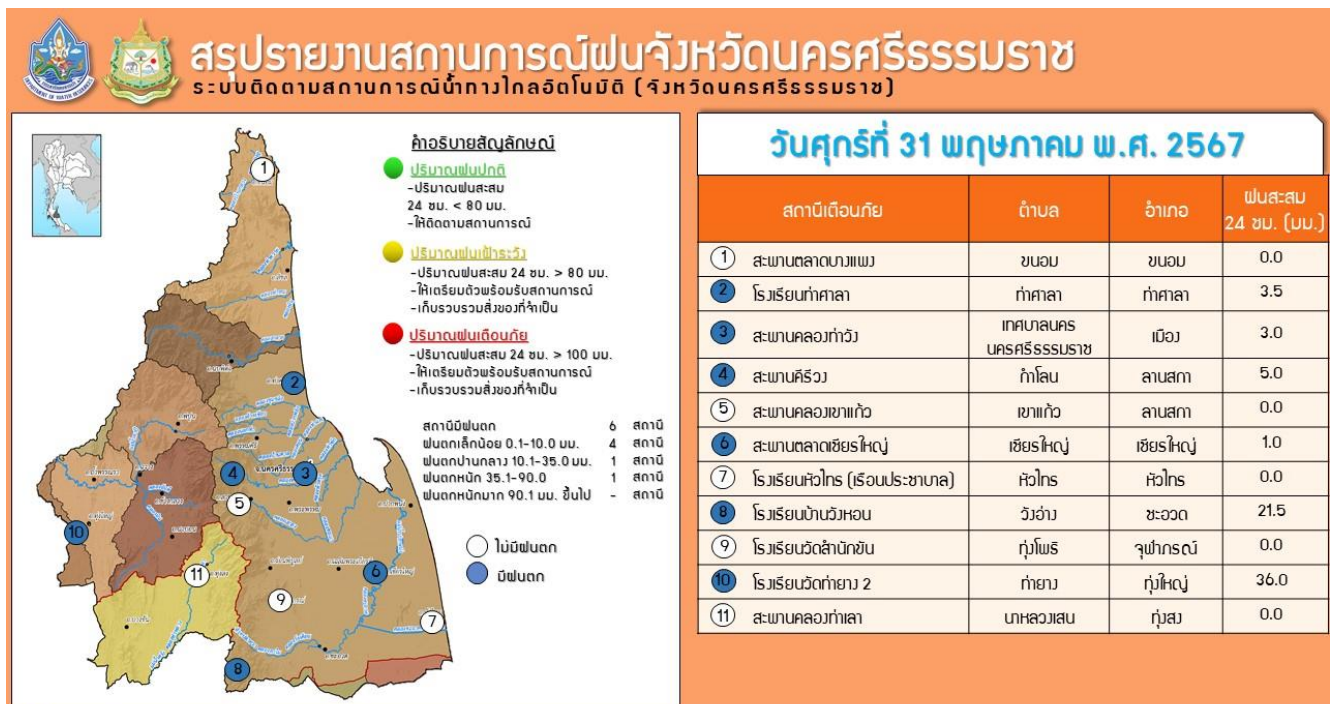 สรุปรายงานสถานการณ์ฝนจังหวัดนครศรีธรรมราช
ระบบติดตามสถานการณ์น้ำทางไกลอัตโนมัติ (จังหวัดนครศรีธรรมราช)
คำอธิบายสัญลักษณ์
ปริมาณฝนปกติ
-ปริมาณฝนสะสม
24 ชม. < 80 มม.
-ให้ติดตามสถานการณ์
ปริมาณฝนเฝ้าระวัง
-ปริมาณฝนสะสม 24 ชม. > 80 มม.
-ให้เตรียมตัวพร้อมรับสถานการณ์
-เก็บรวบรวมสิ่งของที่จำเป็น
ปริมาณฝนเตือนภัย
-ปริมาณฝนสะสม 24 ชม. > 100 มม.
-ให้เตรียมตัวพร้อมรับสถานการณ์
-เก็บรวบรวมสิ่งของที่จำเป็น
สถานีมีฝนตก 6 สถานี
ฝนตกเล็กน้อย 0.1-10.0 มม. 4 สถานี
ฝนตกปานกลาง 10.1-35.0 มม. 1 สถานี
ฝนตกหนัก 35.1-90.0 1 สถานี
ฝนตกหนักมาก 90.1 มม. ขึ้นไป - สถานี
ไม่มีฝนตก
มีฝนตก
1
2
3
4
5
6
7
8
9
10
11
วันศุกร์ที่ 31 พฤษภาคม พ.ศ. 2567
สถานีเตือนภัย ตำบล อำเภอ ฝนสะสม
24 ชม. (มม.)
1 สะพานตลาดบางแพง ขนอม ขนอม 0.0
2 โรงเรียนท่าศาลา ท่าศาลา ท่าศาลา 3.5
3 สะพานคลองท่าวัง เทศบาลนคร
นครศรีธรรมราช เมือง 3.0
4 สะพานคีรีวง กำโลน ลานสกา 5.0
5 สะพานคลองเขาแก้ว เขาแก้ว ลานสกา 0.0
6 สะพานตลาดเชียรใหญ่ เชียรใหญ่ เชียรใหญ่ 1.0
7 โรงเรียนหัวไทร (เรือนประชาบาล) หัวไทร หัวไทร 0.0
8 โรงเรียนบ้านวังหอน วังอ่าง ชะอวด 21.5
9 โรงเรียนวัดสำนักขัน ทุ่งโพธิ จุฬาภรณ์ 0.0
10 โรงเรียนวัดท่ายาง 2 ท่ายาง ทุ่งใหญ่ 36.0
11 สะพานคลองท่าเลา นาหลวงเสน ทุ่งสง 0.0